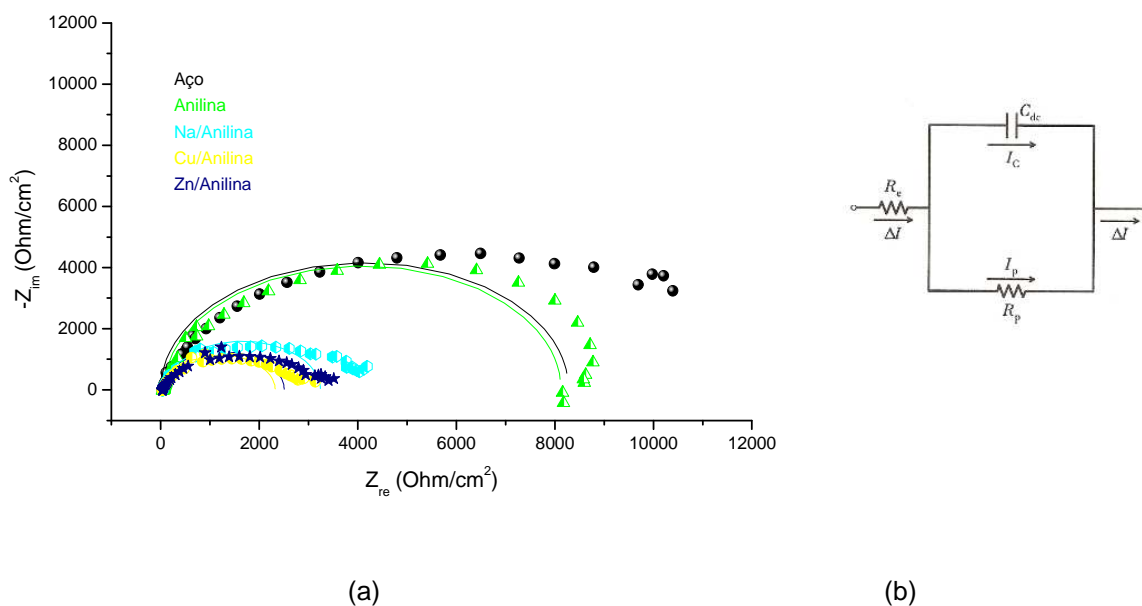 12000
10000
8000
6000
4000
2000
0
-Z_im (Ohm/cm²)
Aço
Anilina
Na/Anilina
Cu/Anilina
Zn/Anilina
0 2000 4000 6000 8000 10000 12000
Z_re (Ohm/cm²)
C_dc
I_C
R_e
ΔI
ΔI
I_p
R_p
(a) (b)